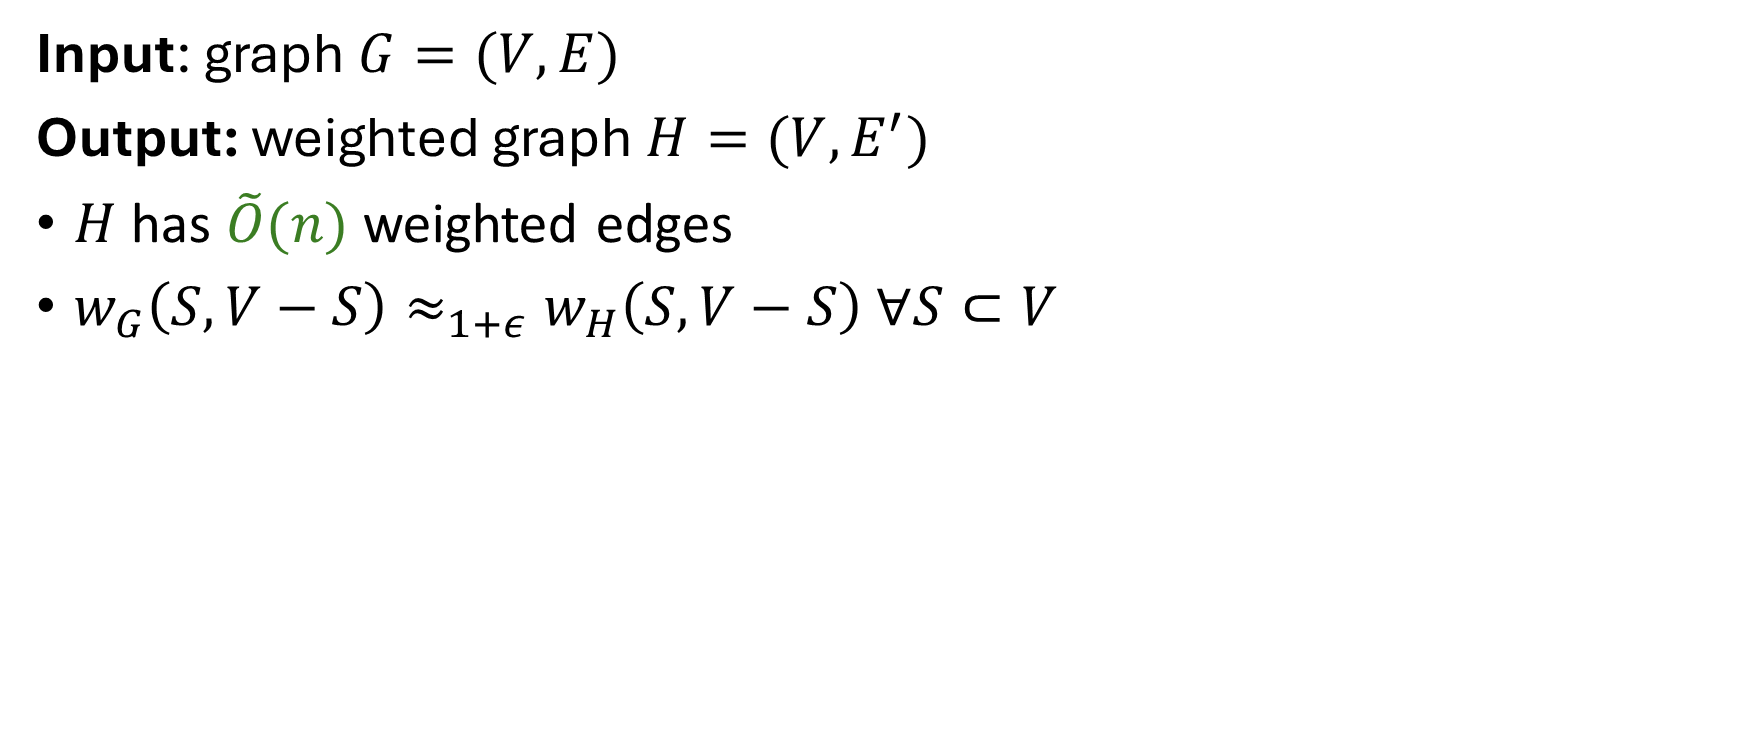 Input: graph G = (V, E)
Output: weighted graph H = (V, E′)
• H has Õ(n) weighted edges
• w_G(S, V − S) ≈_{1+ϵ} w_H(S, V − S) ∀S ⊂ V